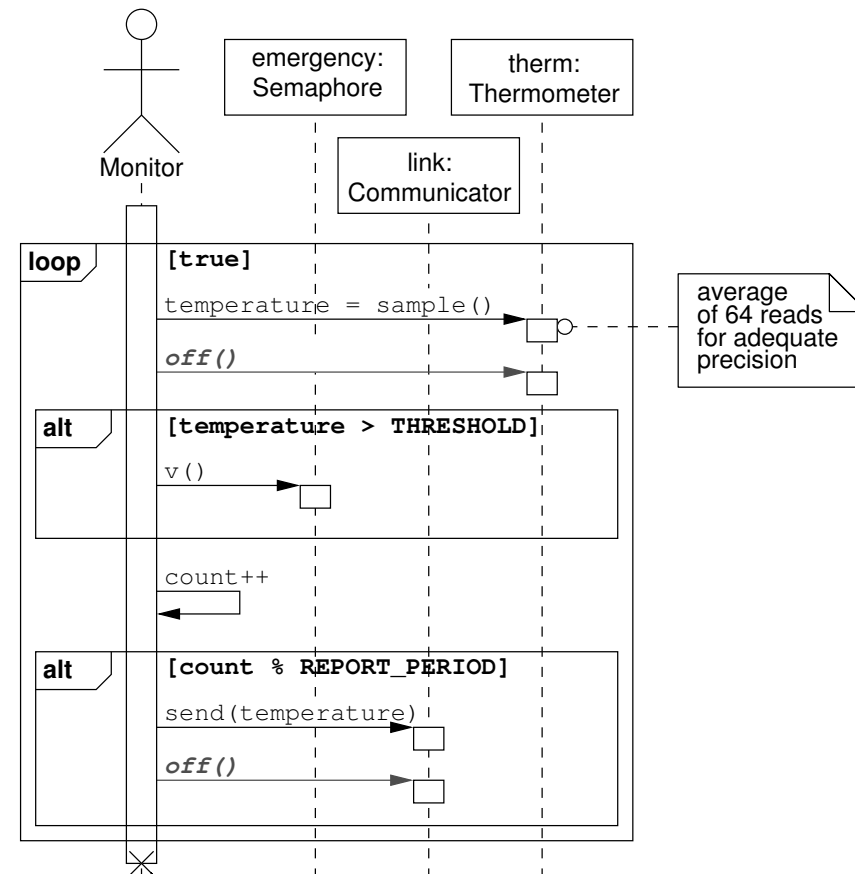 emergency:
Semaphore
therm:
Thermometer
Monitor
link:
Communicator
loop
[true]
temperature = sample()
average
of 64 reads
for adequate
precision
off()
alt
[temperature > THRESHOLD]
v()
count++
alt
[count % REPORT_PERIOD]
send(temperature)
off()